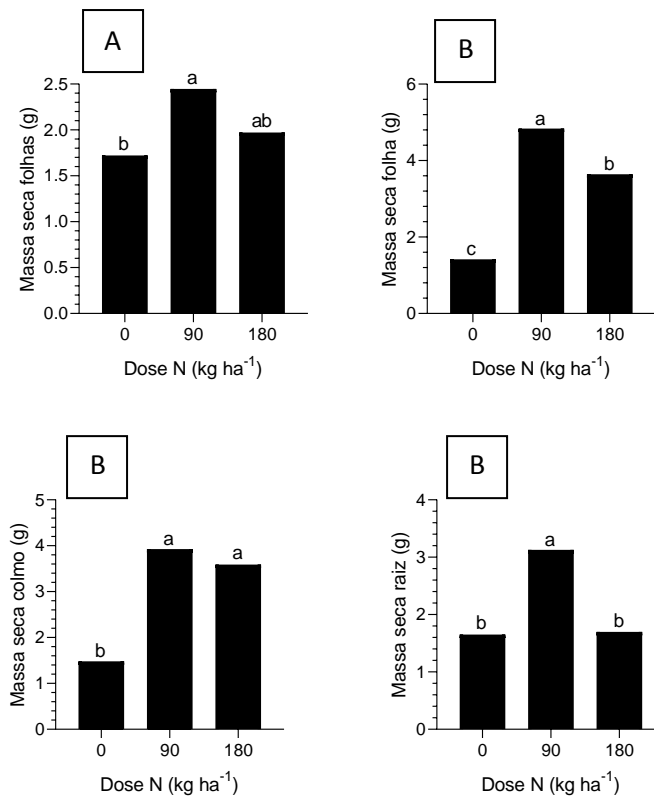 A
Massa seca folhas (g)
2.5
2.0
1.5
1.0
0.5
0.0
b
a
ab
0
90
180
Dose N (kg ha⁻¹)
B
Massa seca folha (g)
6
4
2
0
c
a
b
0
90
180
Dose N (kg ha⁻¹)
B
Massa seca colmo (g)
5
4
3
2
1
0
b
a
a
0
90
180
Dose N (kg ha⁻¹)
B
Massa seca raiz (g)
4
3
2
1
0
b
a
b
0
90
180
Dose N (kg ha⁻¹)